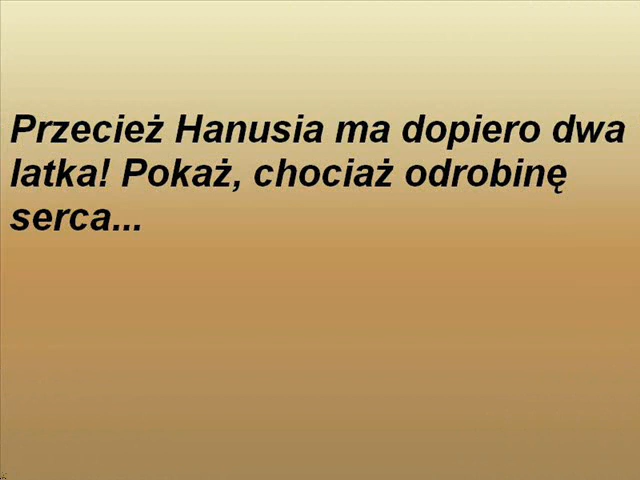 Przecież Hanusia ma dopiero dwa
latka! Pokaż, chociaż odrobinę
serca...